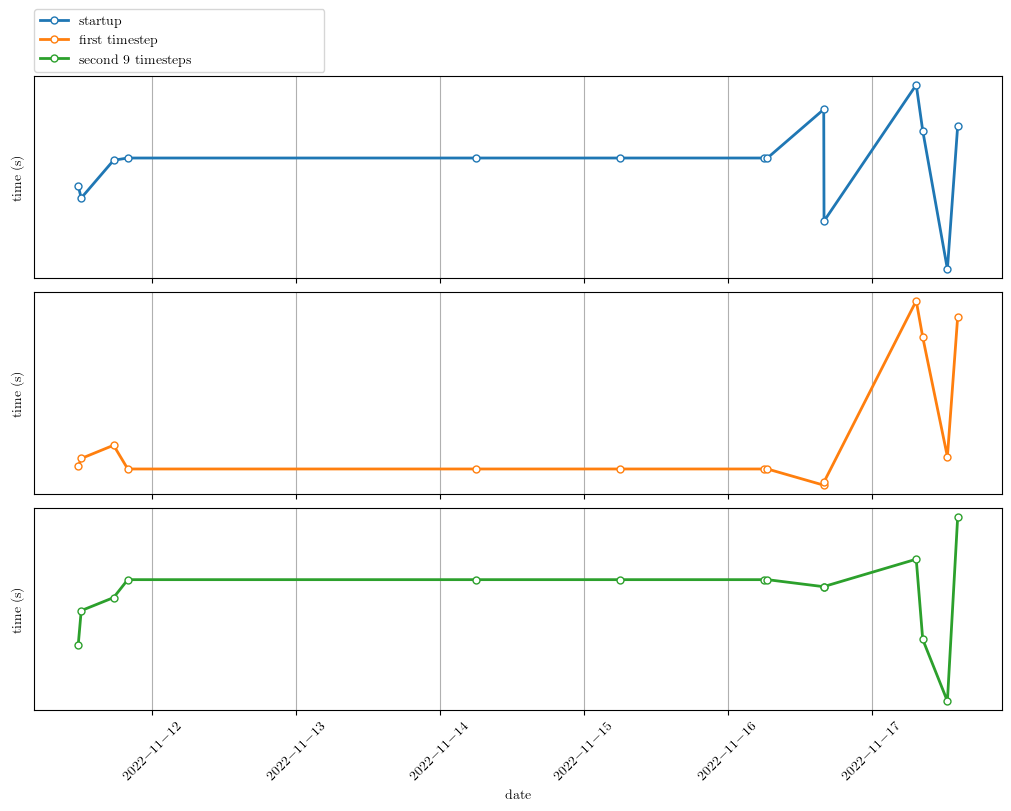 startup
first timestep
second 9 timesteps
time (s)
time (s)
time (s)
2022−11−12
2022−11−13
2022−11−14
2022−11−15
2022−11−16
2022−11−17
date